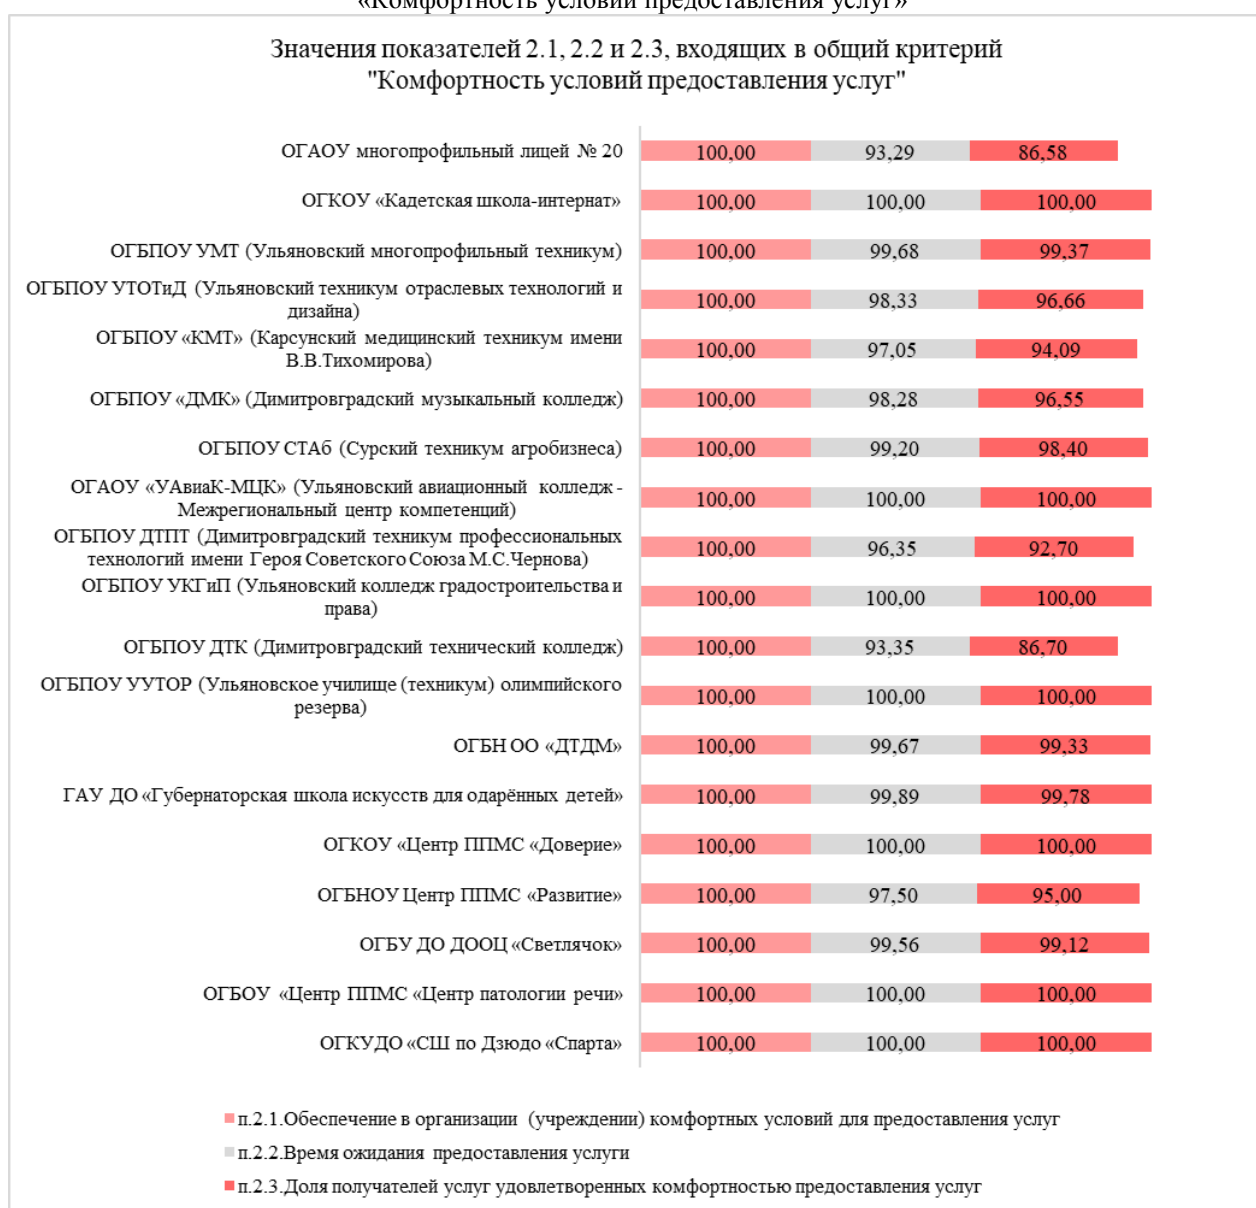 «Комфортность условий предоставления услуг»
Значения показателей 2.1, 2.2 и 2.3, входящих в общий критерий
"Комфортность условий предоставления услуг"
ОГАОУ многопрофильный лицей № 20 100,00 93,29 86,58
ОГКОУ «Кадетская школа-интернат» 100,00 100,00 100,00
ОГБПОУ УМТ (Ульяновский многопрофильный техникум) 100,00 99,68 99,37
ОГБПОУ УТОТиД (Ульяновский техникум отраслевых технологий и
дизайна) 100,00 98,33 96,66
ОГБПОУ «КМТ» (Карсунский медицинский техникум имени
В.В.Тихомирова) 100,00 97,05 94,09
ОГБПОУ «ДМК» (Димитровградский музыкальный колледж) 100,00 98,28 96,55
ОГБПОУ СТАб (Сурский техникум агробизнеса) 100,00 99,20 98,40
ОГАОУ «УАвиаК-МЦК» (Ульяновский авиационный колледж -
Межрегиональный центр компетенций) 100,00 100,00 100,00
ОГБПОУ ДТПТ (Димитровградский техникум профессиональных
технологий имени Героя Советского Союза М.С.Чернова) 100,00 96,35 92,70
ОГБПОУ УКГиП (Ульяновский колледж градостроительства и
права) 100,00 100,00 100,00
ОГБПОУ ДТК (Димитровградский технический колледж) 100,00 93,35 86,70
ОГБПОУ УУТОР (Ульяновское училище (техникум) олимпийского
резерва) 100,00 100,00 100,00
ОГБН ОО «ДТДМ» 100,00 99,67 99,33
ГАУ ДО «Губернаторская школа искусств для одарённых детей» 100,00 99,89 99,78
ОГКОУ «Центр ППМС «Доверие» 100,00 100,00 100,00
ОГБНОУ Центр ППМС «Развитие» 100,00 97,50 95,00
ОГБУ ДО ДООЦ «Светлячок» 100,00 99,56 99,12
ОГБОУ «Центр ППМС «Центр патологии речи» 100,00 100,00 100,00
ОГКУДО «СШ по Дзюдо «Спарта» 100,00 100,00 100,00
п.2.1.Обеспечение в организации (учреждении) комфортных условий для предоставления услуг
п.2.2.Время ожидания предоставления услуги
п.2.3.Доля получателей услуг удовлетворенных комфортностью предоставления услуг